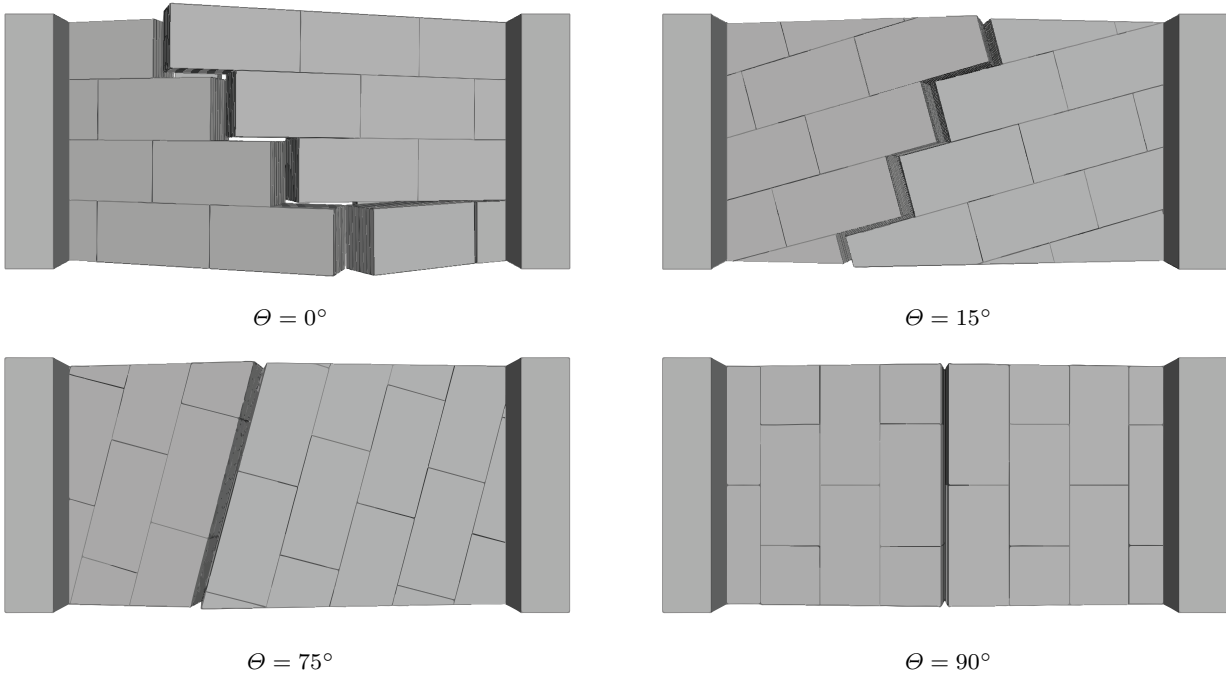 Θ = 0°
Θ = 15°
Θ = 75°
Θ = 90°